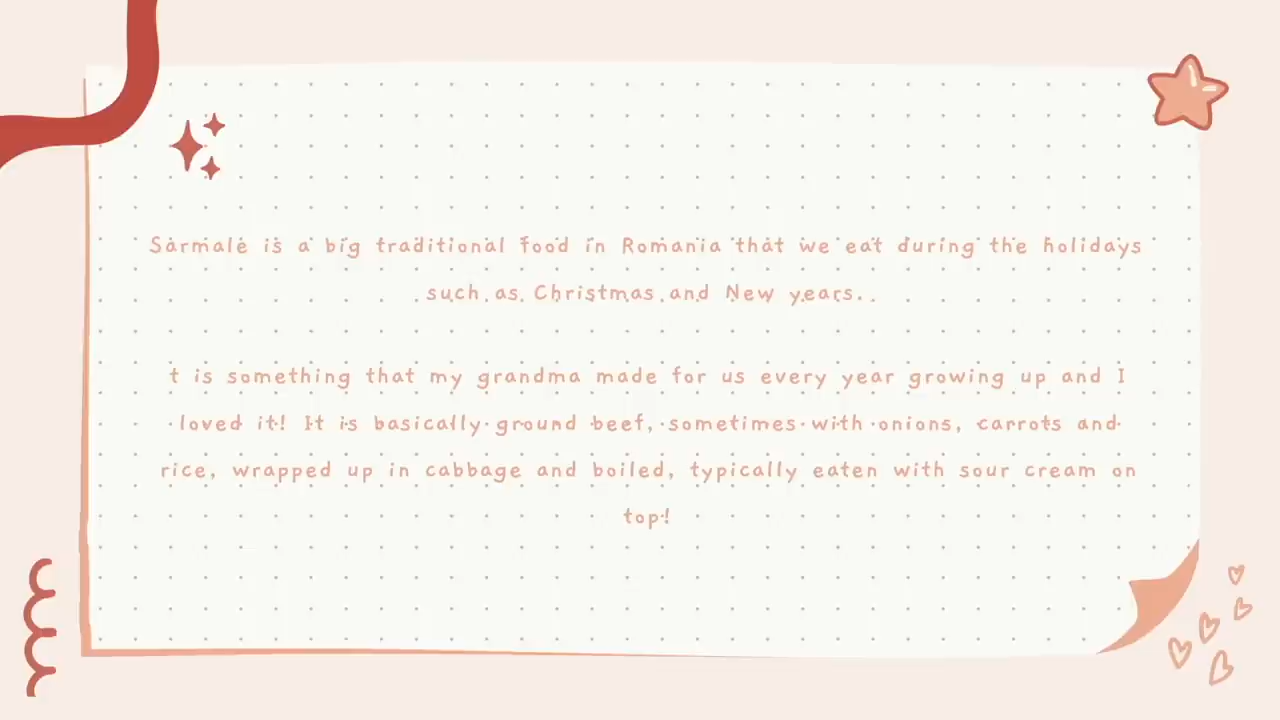 Sarmale is a big traditional food in Romania that we eat during the holidays
such as Christmas and New years.
t is something that my grandma made for us every year growing up and I
loved it! It is basically ground beef, sometimes with onions, carrots and
rice, wrapped up in cabbage and boiled, typically eaten with sour cream on
top!